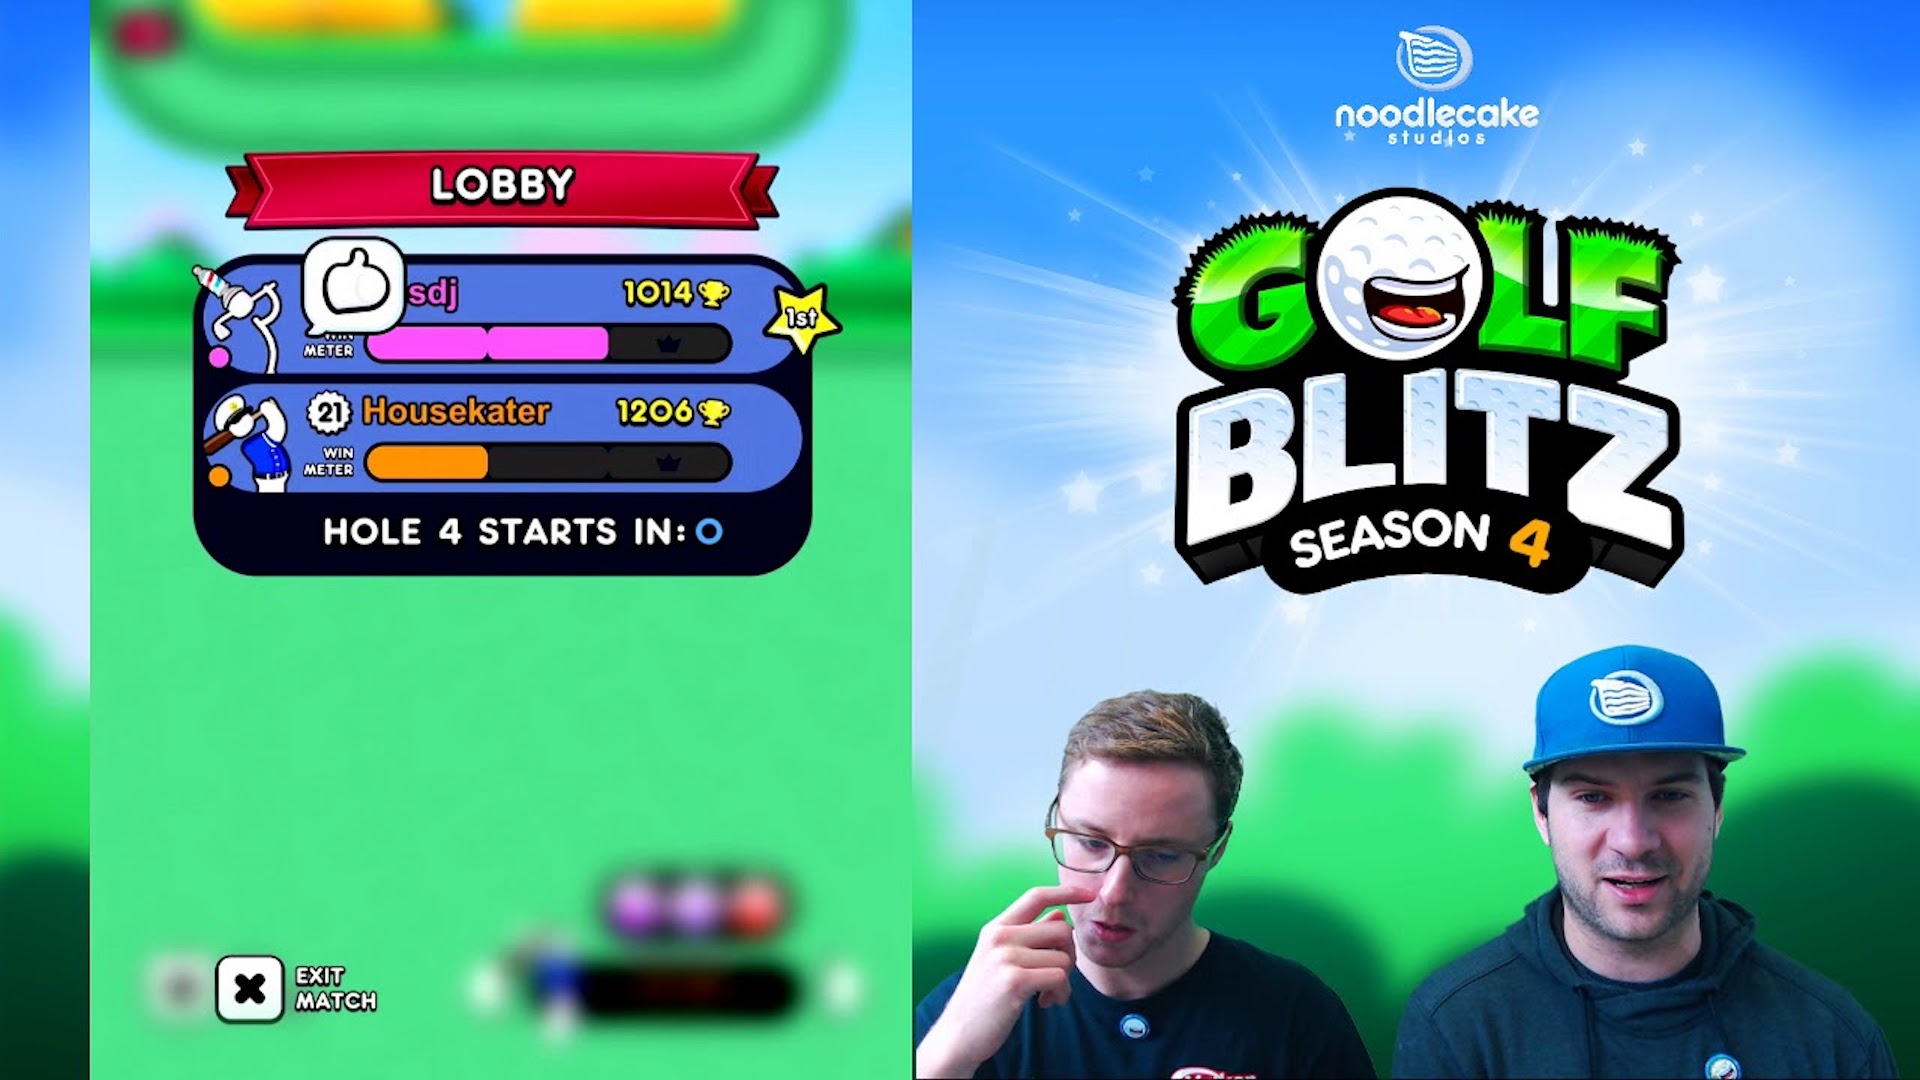 noodlecake
studios
GOLF
BLITZ
SEASON 4
LOBBY
sdj
1014
1st
WIN
METER
21 Housekater
1206
WIN
METER
HOLE 4 STARTS IN: 0
EXIT
MATCH